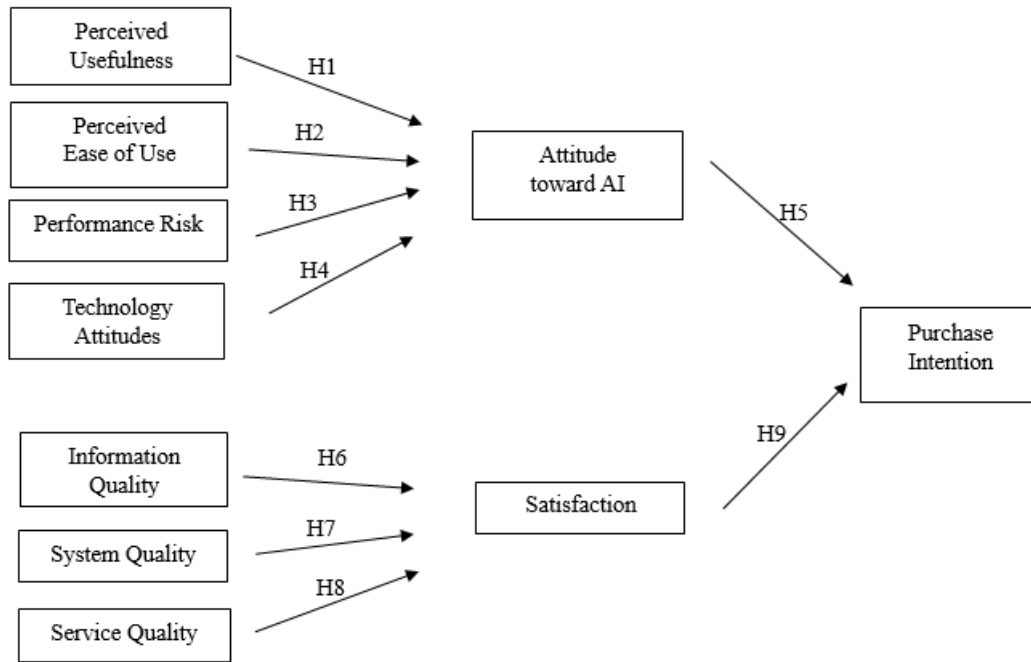 Perceived
Usefulness
H1
Perceived
Ease of Use
H2
Performance Risk
H3
Technology
Attitudes
H4
Attitude
toward AI
H5
Information
Quality
H6
System Quality
H7
Service Quality
H8
Satisfaction
H9
Purchase
Intention